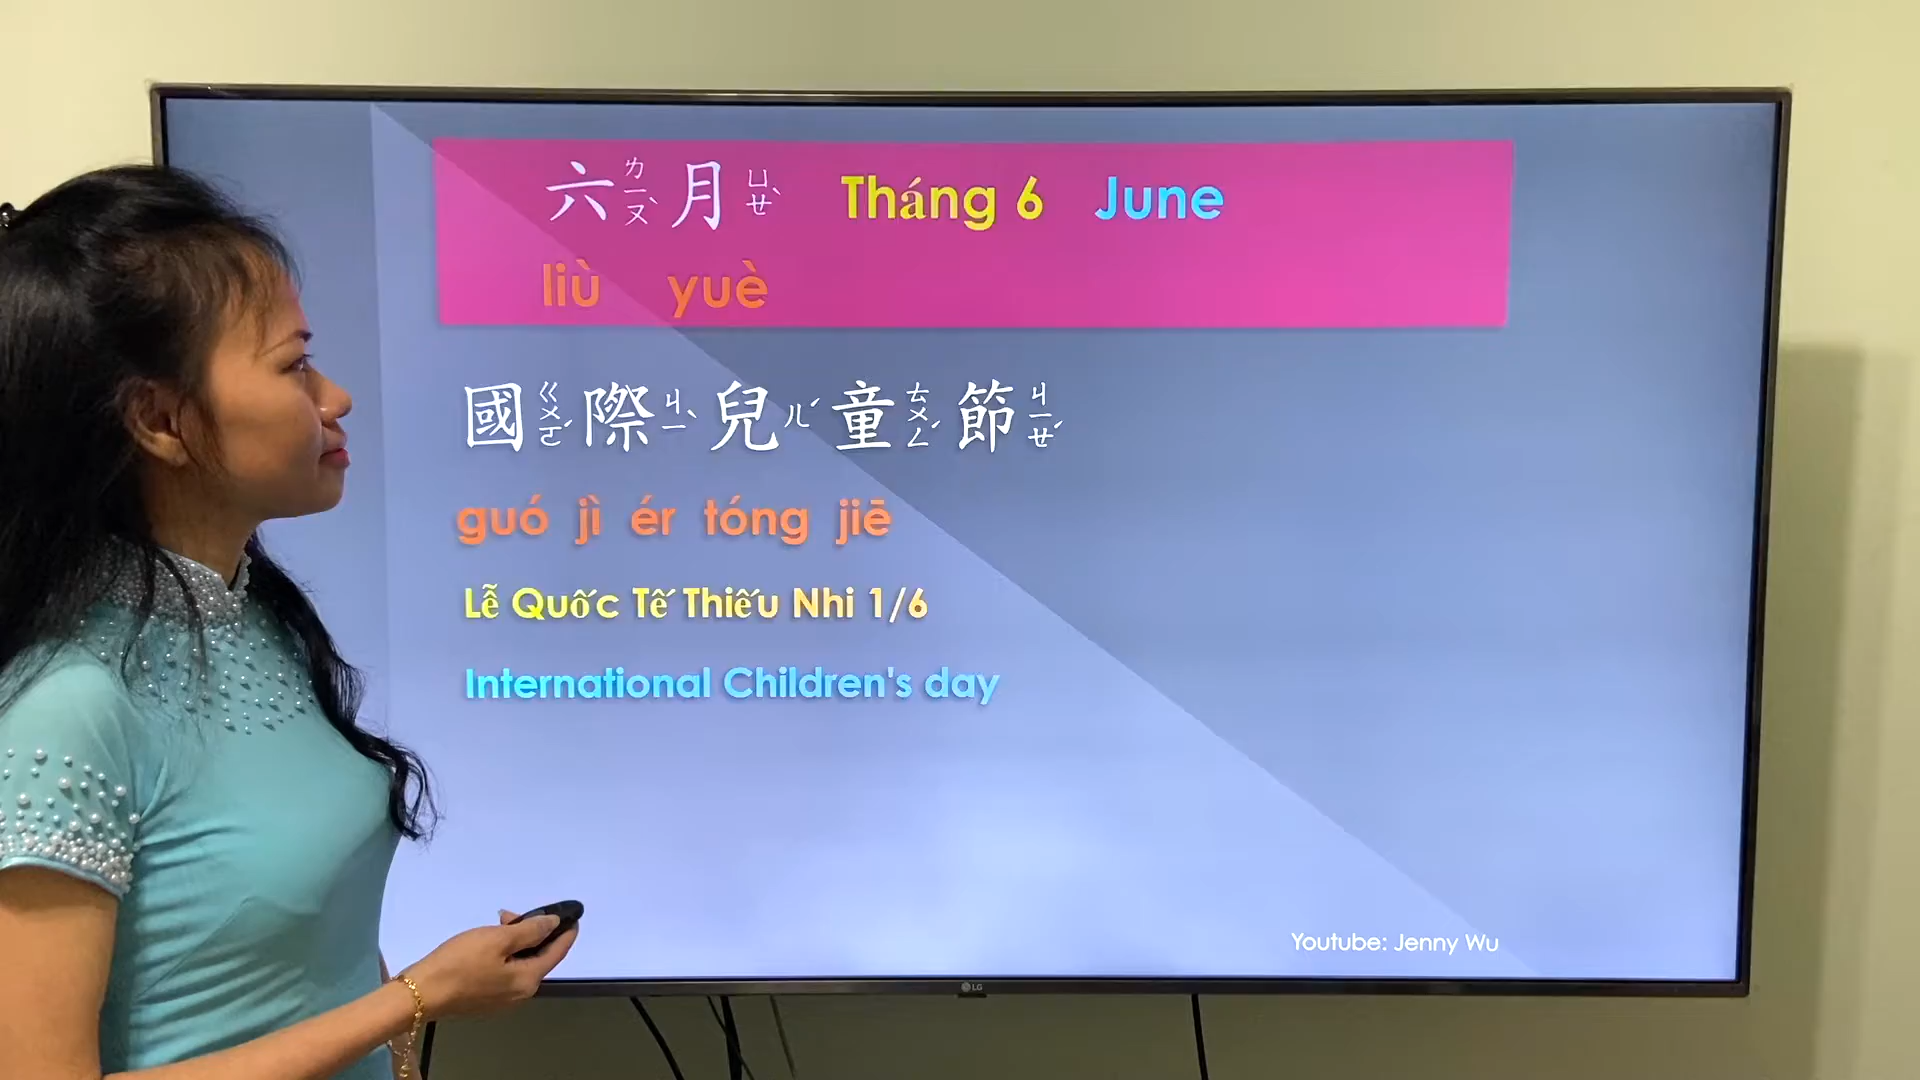 六ㄌㄧㄡˋ月ㄩㄝˋ Tháng 6 June
liù yuè
國ㄍㄨㄛˊ際ㄐㄧˋ兒ㄦˊ童ㄊㄨㄥˊ節ㄐㄧㄝˊ
guó jì ér tóng jiē
Lễ Quốc Tế Thiếu Nhi 1/6
International Children's day
Youtube: Jenny Wu
LG